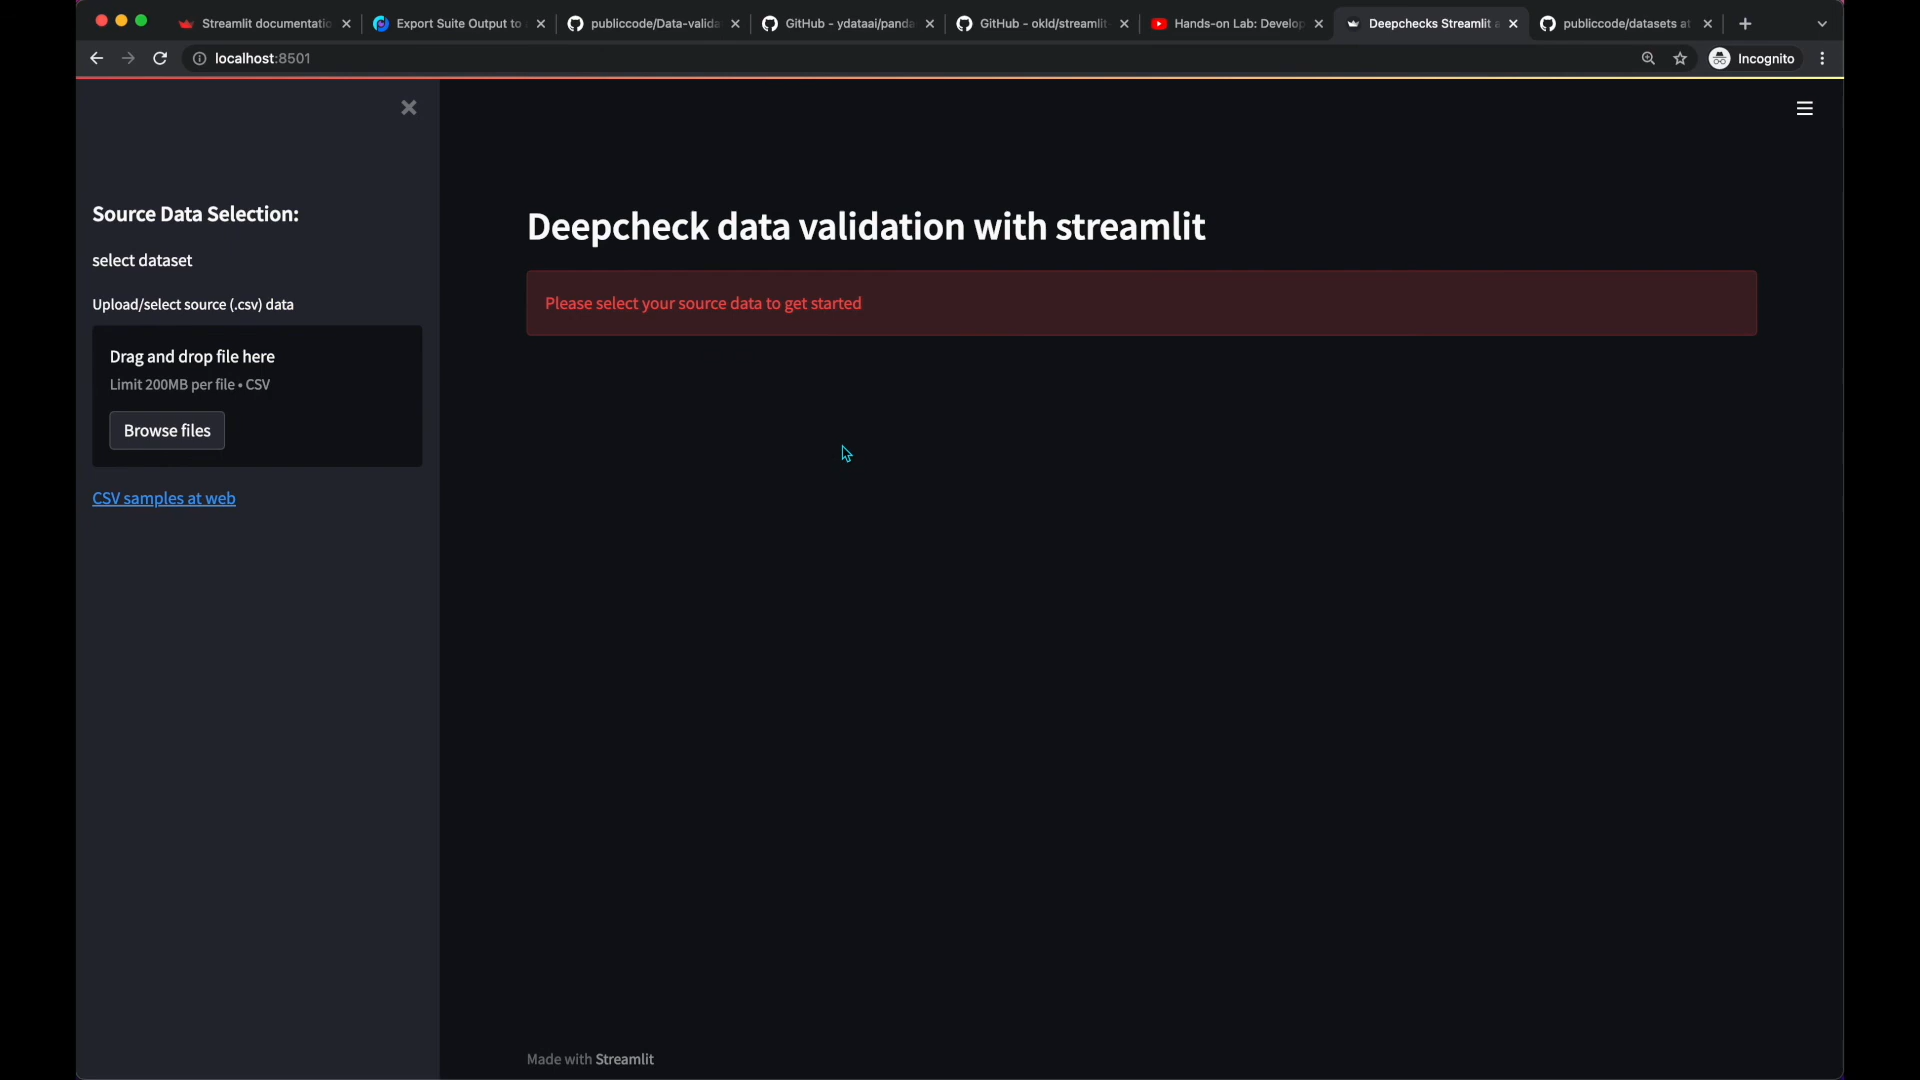 Streamlit documentatio
Export Suite Output to
publiccode/Data-valida
GitHub - ydataai/panda
GitHub - okld/streamlit-
Hands-on Lab: Develop
Deepchecks Streamlit a
publiccode/datasets at
localhost:8501
Incognito
Source Data Selection:
select dataset
Upload/select source (.csv) data
Drag and drop file here
Limit 200MB per file • CSV
Browse files
CSV samples at web
Deepcheck data validation with streamlit
Please select your source data to get started
Made with Streamlit